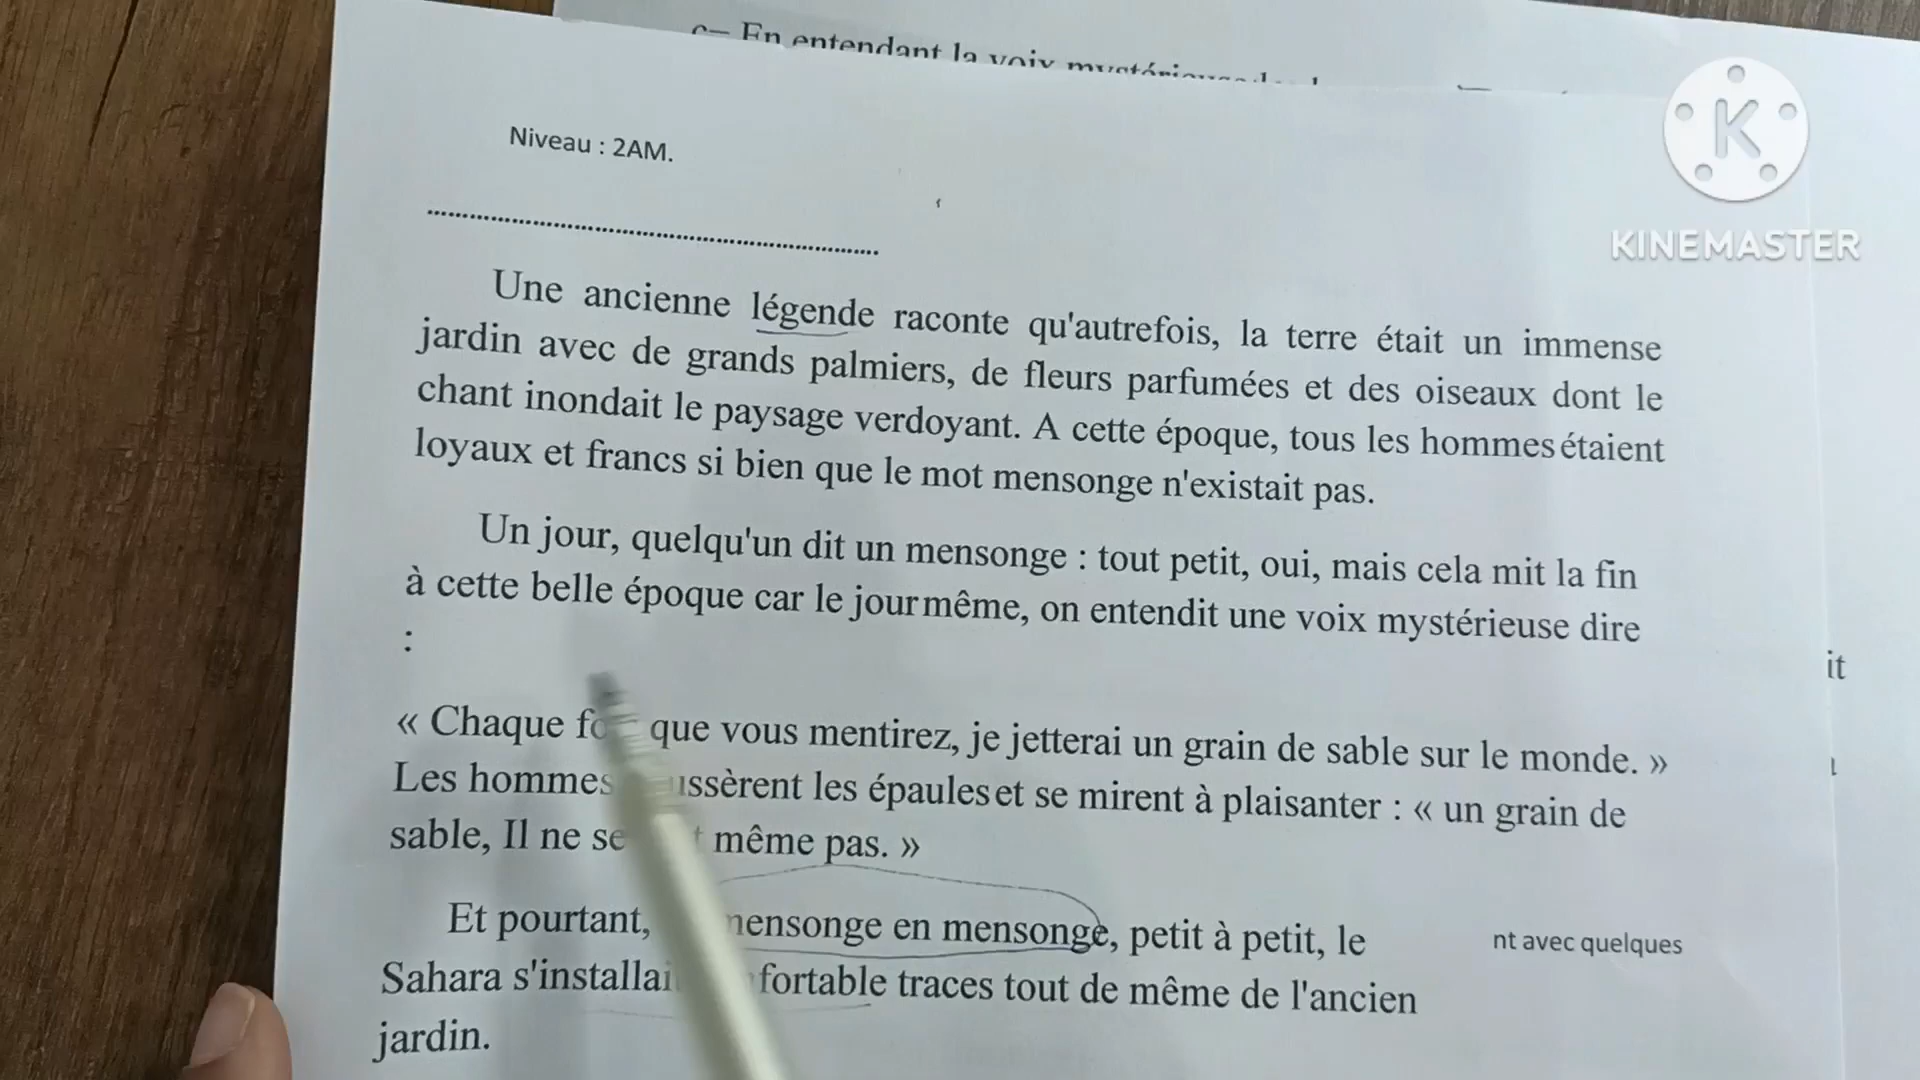 c– En entendant la voix
Niveau : 2AM.
KINEMASTER
Une ancienne légende raconte qu'autrefois, la terre était un immense
jardin avec de grands palmiers, de fleurs parfumées et des oiseaux dont le
chant inondait le paysage verdoyant. A cette époque, tous les hommes étaient
loyaux et francs si bien que le mot mensonge n'existait pas.
Un jour, quelqu'un dit un mensonge : tout petit, oui, mais cela mit la fin
à cette belle époque car le jour même, on entendit une voix mystérieuse dire
:
it
« Chaque que vous mentirez, je jetterai un grain de sable sur le monde. »
Les hommes les épaules et se mirent à plaisanter : « un grain de
sable, Il ne même pas. »
Et pourtant, mensonge en mensonge, petit à petit, le
nt avec quelques
Sahara traces tout de même de l'ancien
jardin.